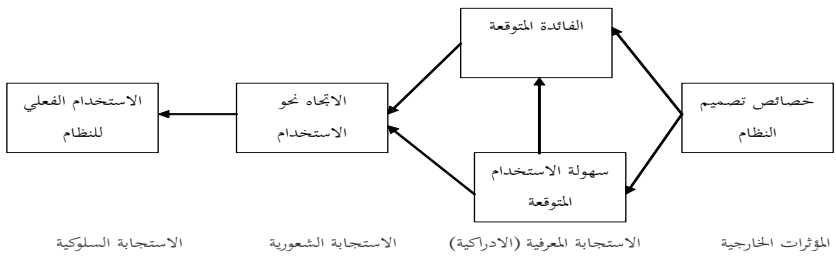 الفائدة المتوقعة
خصائص تصميم
النظام
الاتجاه نحو
الاستخدام
الاستخدام الفعلي
للنظام
سهولة الاستخدام
المتوقعة
المؤثرات الخارجية
الاستجابة المعرفية (الادراكية)
الاستجابة الشعورية
الاستجابة السلوكية